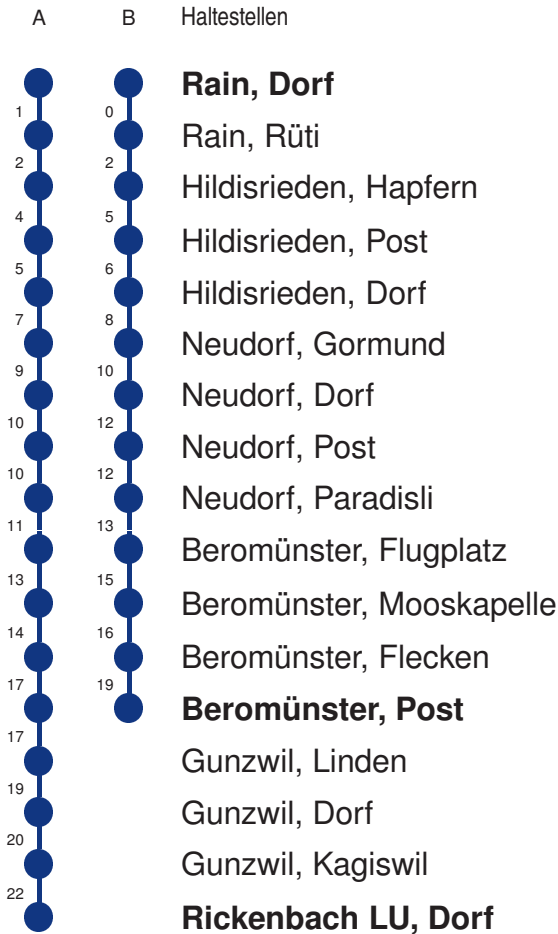 A B Haltestellen
Rain, Dorf
1 0
Rain, Rüti
2 2
Hildisrieden, Hapfern
4 5
Hildisrieden, Post
5 6
Hildisrieden, Dorf
7 8
Neudorf, Gormund
9 10
Neudorf, Dorf
10 12
Neudorf, Post
10 12
Neudorf, Paradisli
11 13
Beromünster, Flugplatz
13 15
Beromünster, Mooskapelle
14 16
Beromünster, Flecken
17 19
Beromünster, Post
17
Gunzwil, Linden
19
Gunzwil, Dorf
20
Gunzwil, Kagiswil
22
Rickenbach LU, Dorf